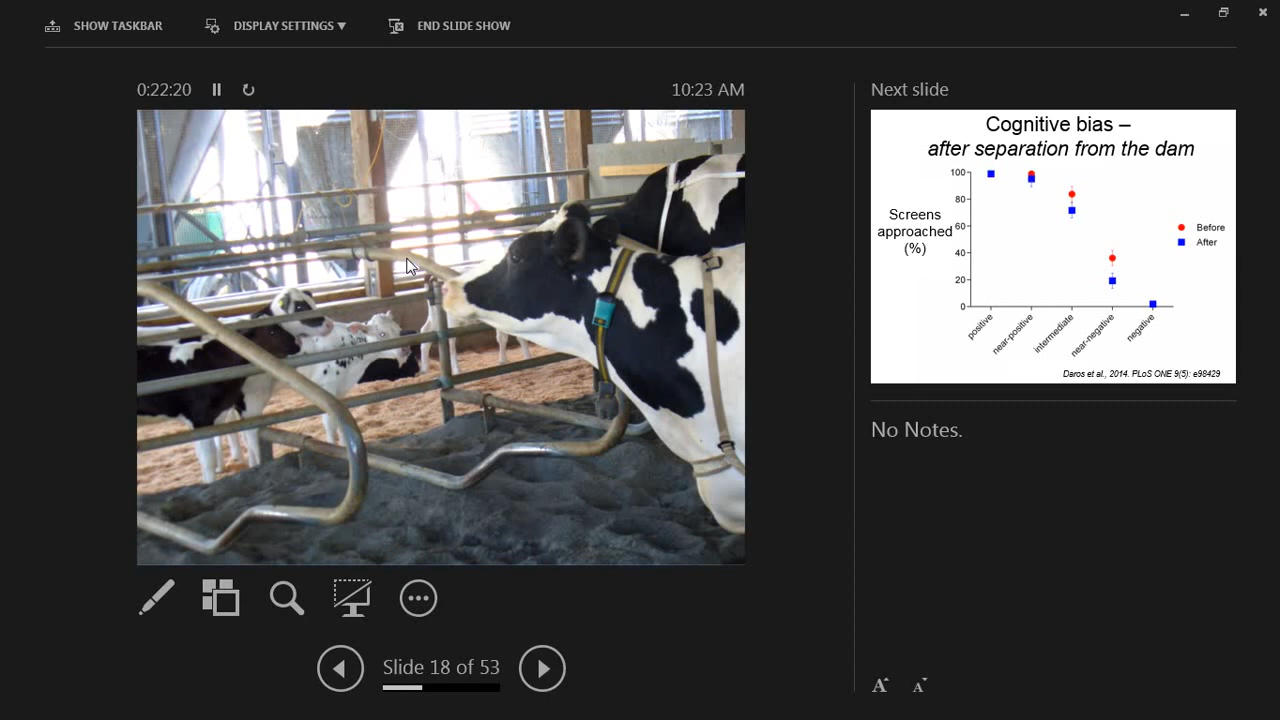 SHOW TASKBAR
DISPLAY SETTINGS ▼
END SLIDE SHOW
0:22:20
10:23 AM
Next slide
Cognitive bias –
after separation from the dam
Screens
approached
(%)
100
80
60
40
20
0
positive
near-positive
intermediate
near-negative
negative
Before
After
Daros et al., 2014. PLoS ONE 9(5): e98429
No Notes.
Slide 18 of 53
A A